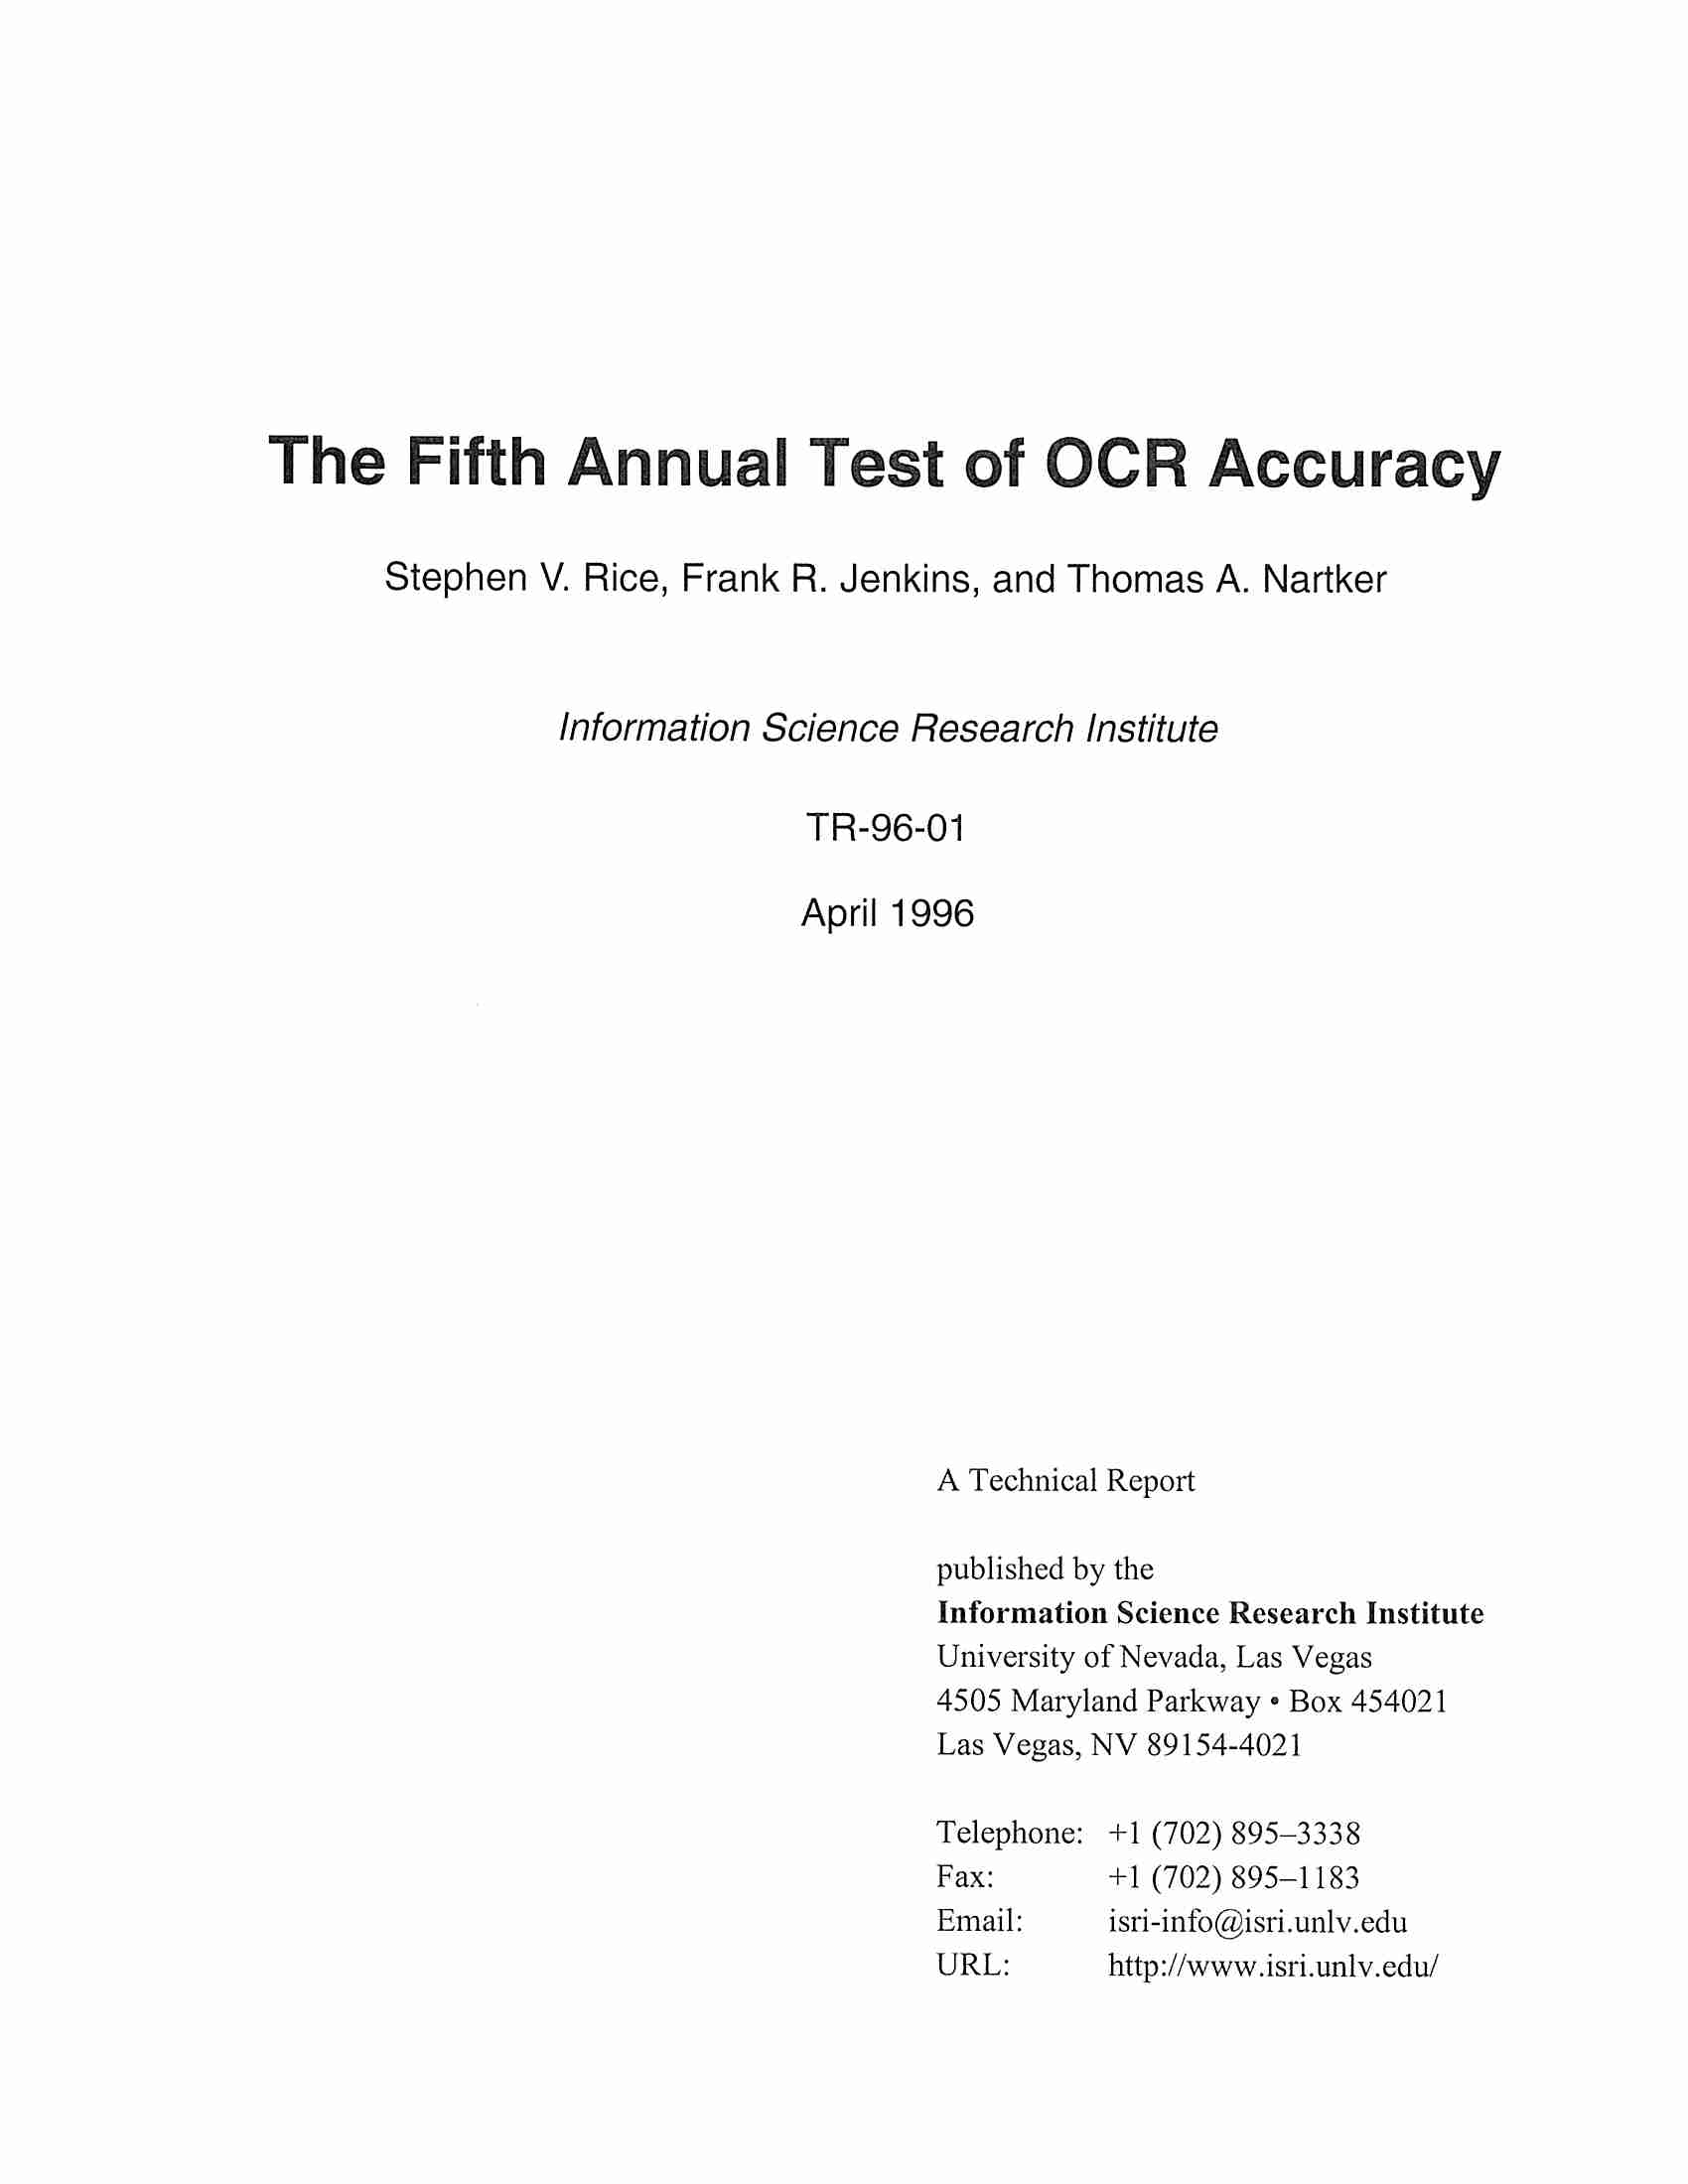 The Fifth Annual Test of OCR Accuracy
Stephen V. Rice, Frank R. Jenkins, and Thomas A. Nartker
Information Science Research Institute
TR-96-01
April 1996
A Technical Report
published by the
Information Science Research Institute
University of Nevada, Las Vegas
4505 Maryland Parkway • Box 454021
Las Vegas, NV 89154-4021
Telephone: +1 (702) 895–3338
Fax: +1 (702) 895–1183
Email: isri-info@isri.unlv.edu
URL: http://www.isri.unlv.edu/